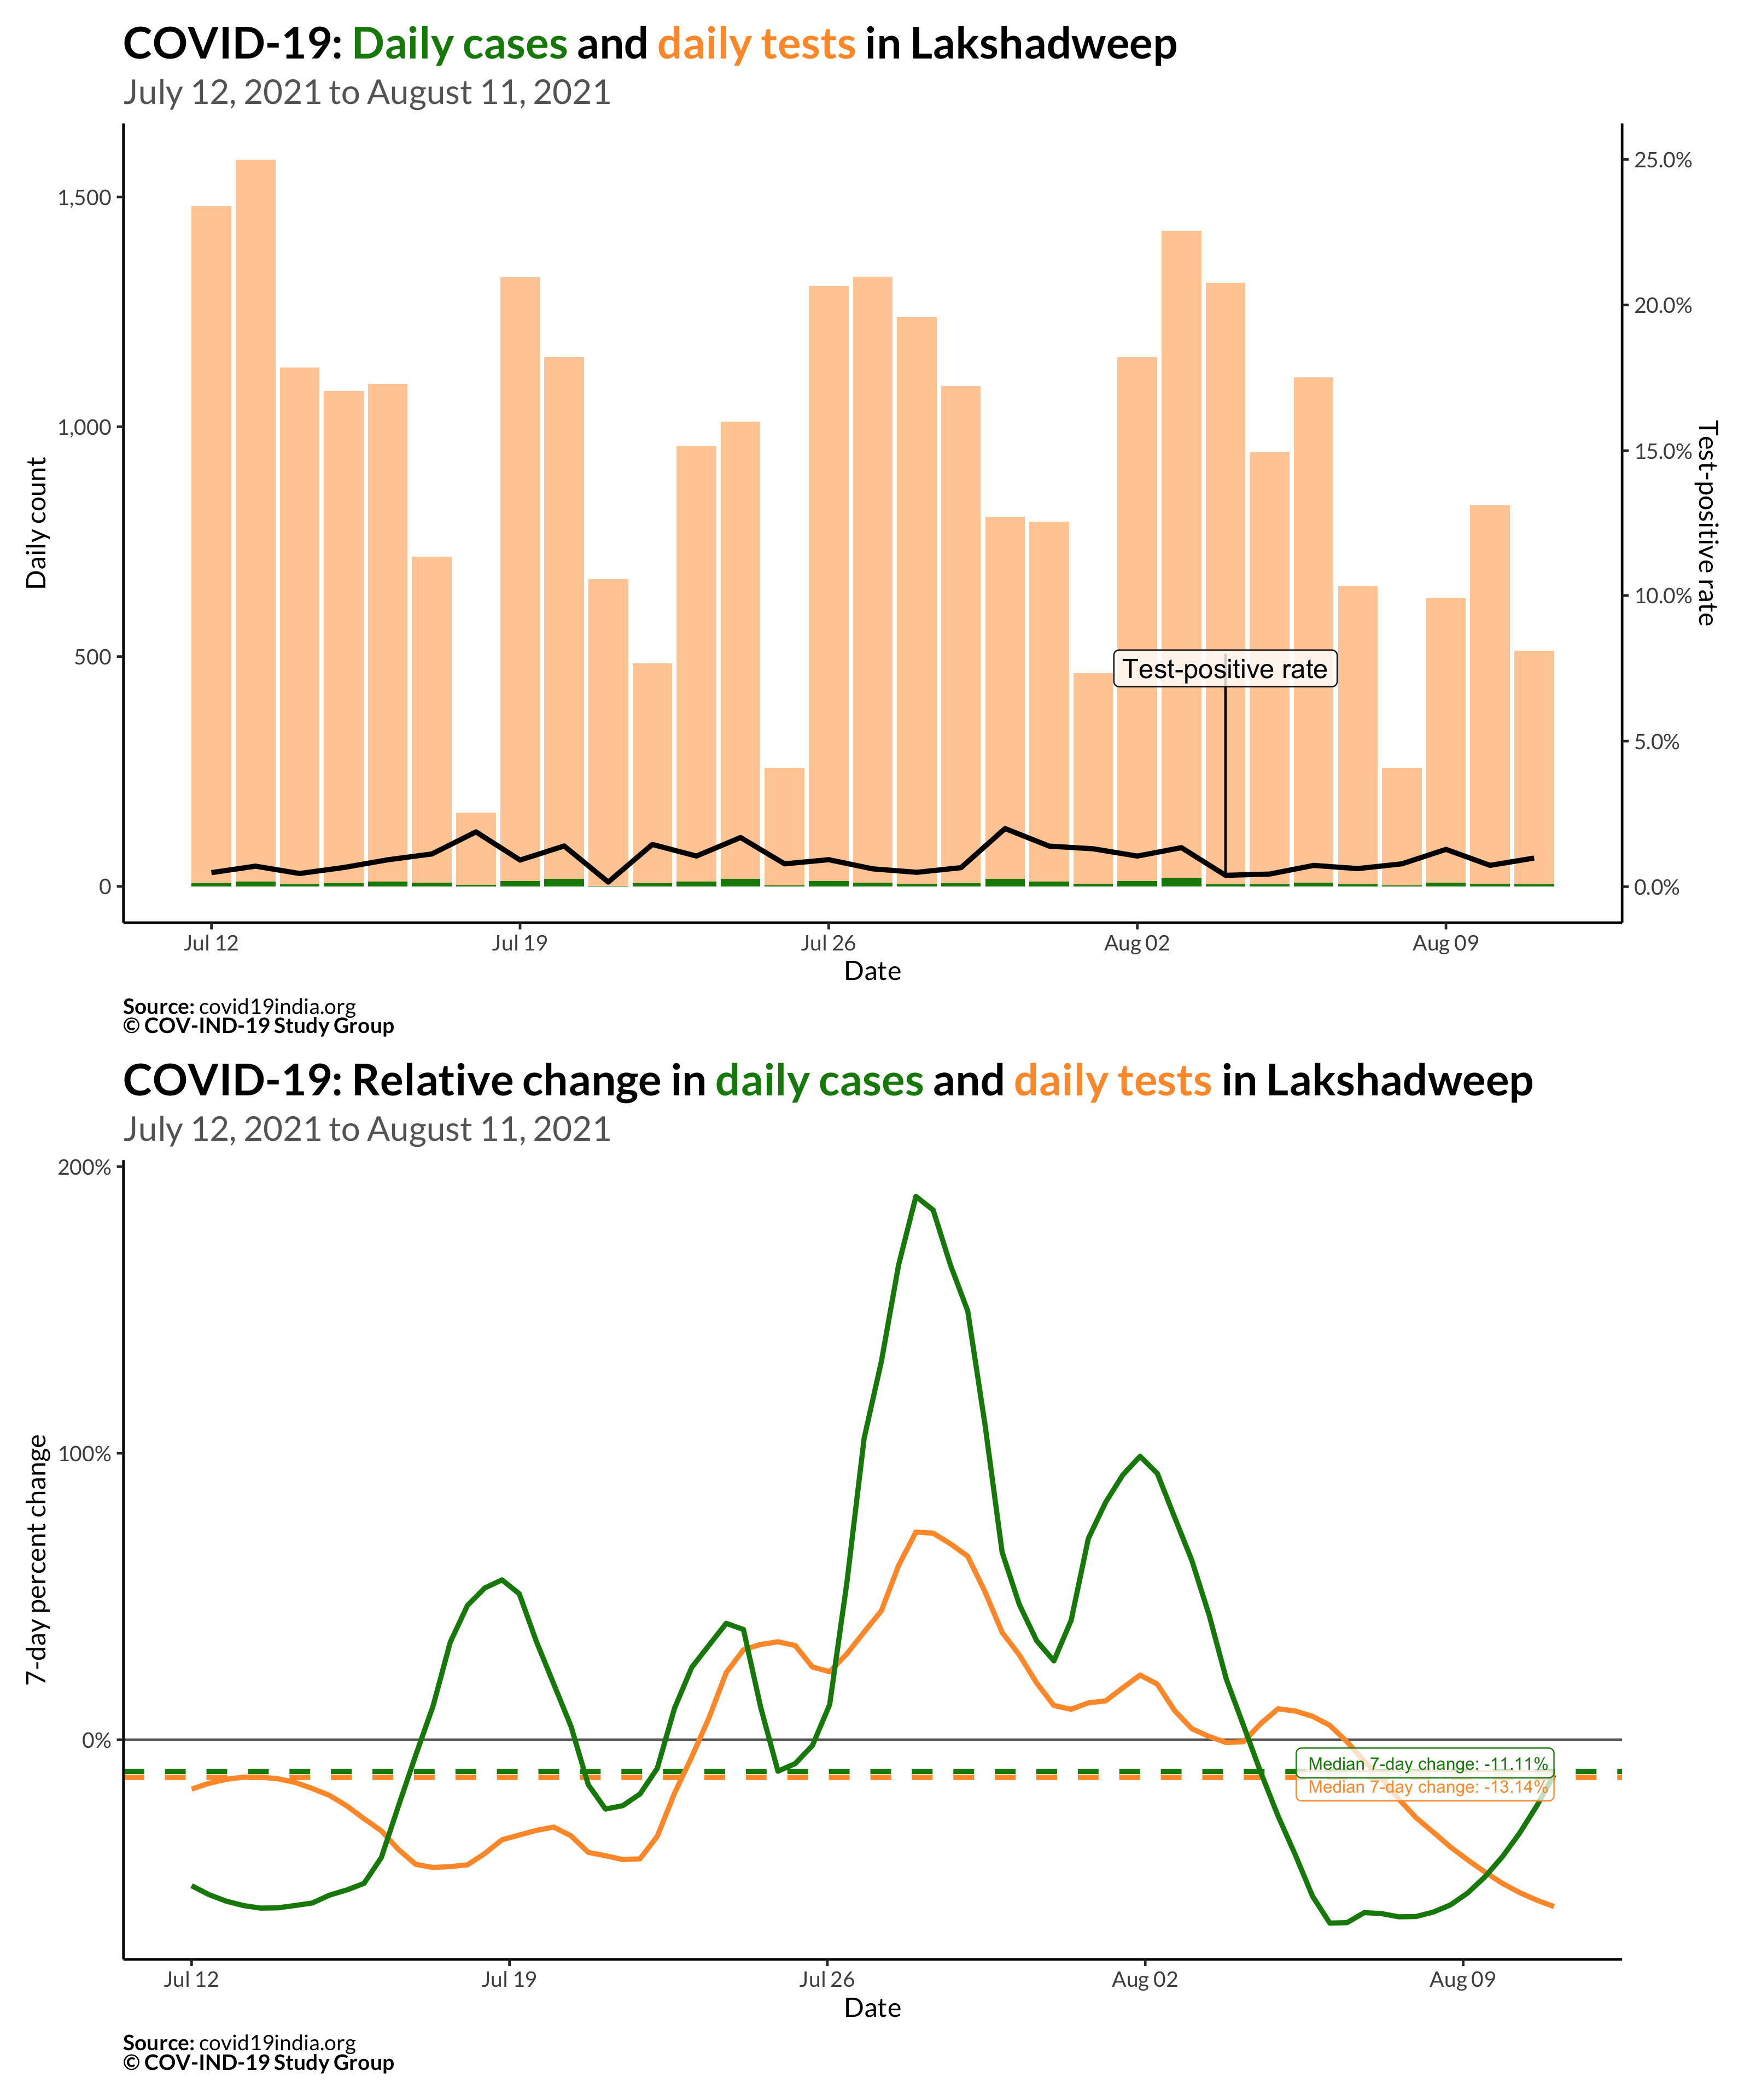 COVID-19: Daily cases and daily tests in Lakshadweep
July 12, 2021 to August 11, 2021
1,500
1,000
500
0
Daily count
25.0%
20.0%
15.0%
10.0%
5.0%
0.0%
Test-positive rate
Test-positive rate
Jul 12
Jul 19
Jul 26
Aug 02
Aug 09
Date
Source: covid19india.org
© COV-IND-19 Study Group
COVID-19: Relative change in daily cases and daily tests in Lakshadweep
July 12, 2021 to August 11, 2021
200%
100%
0%
7-day percent change
Median 7-day change: -11.11%
Median 7-day change: -13.14%
Jul 12
Jul 19
Jul 26
Aug 02
Aug 09
Date
Source: covid19india.org
© COV-IND-19 Study Group